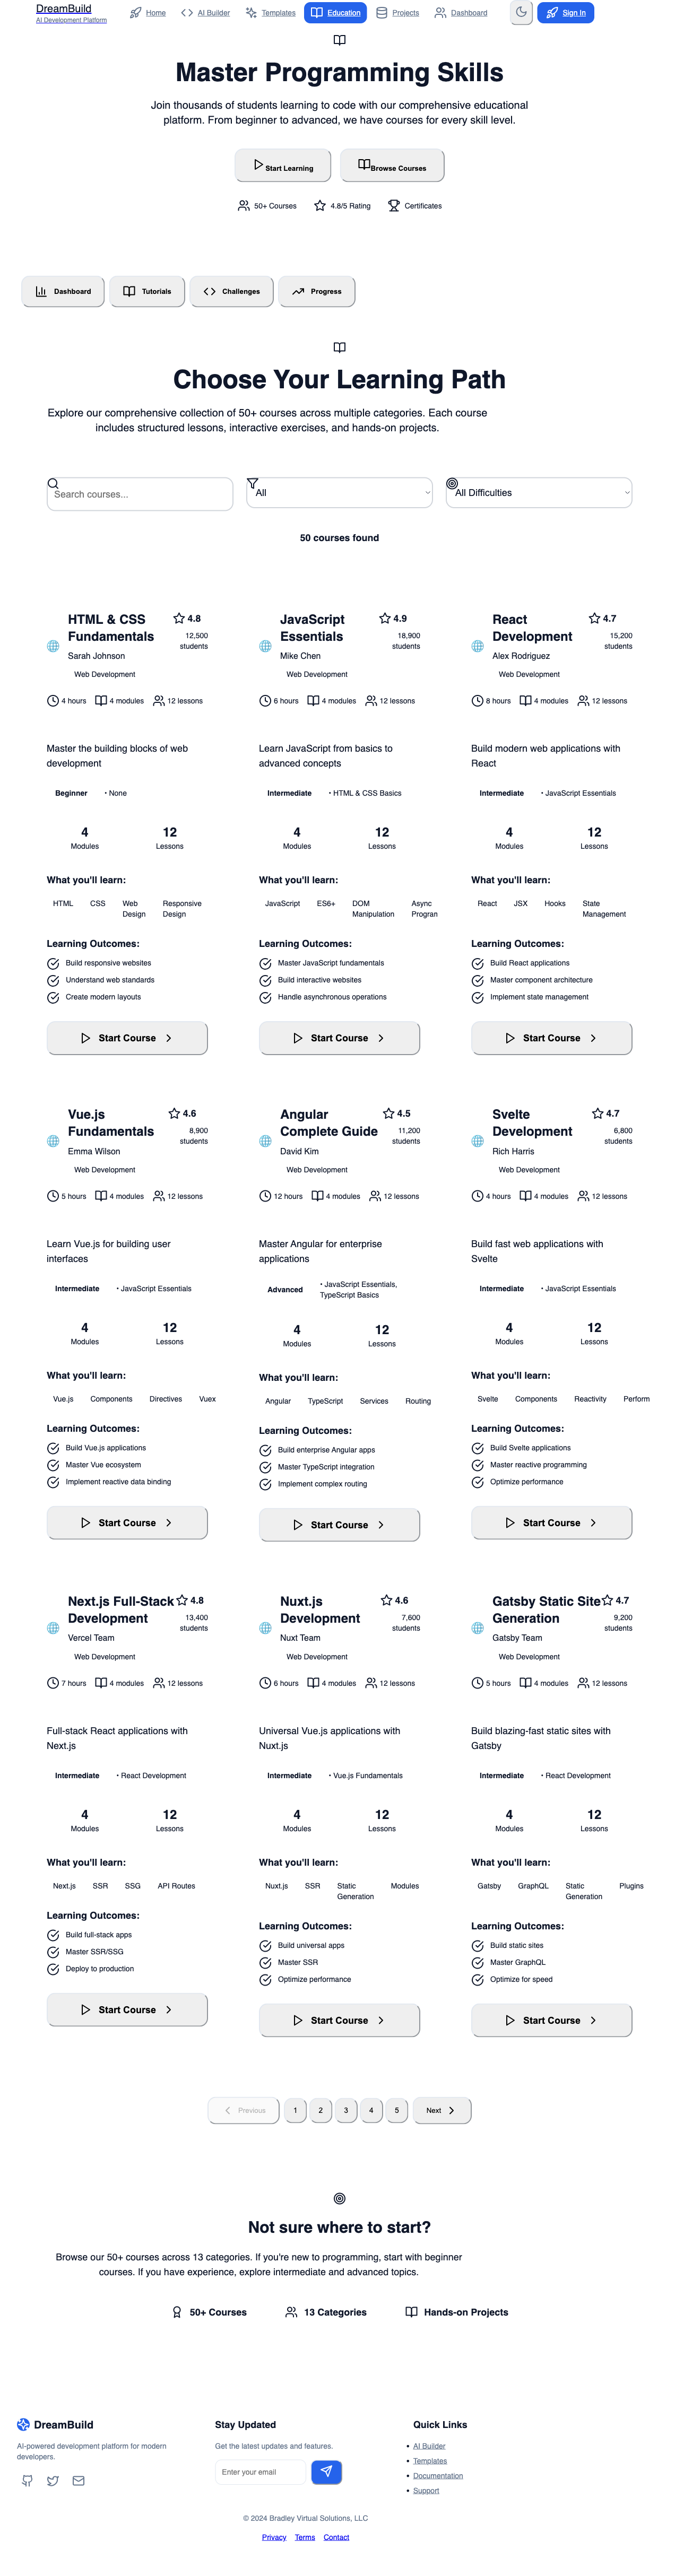 DreamBuild
AI Development Platform
Home
AI Builder
Templates
Education
Projects
Dashboard
Sign In
Master Programming Skills
Join thousands of students learning to code with our comprehensive educational
platform. From beginner to advanced, we have courses for every skill level.
Start Learning
Browse Courses
50+ Courses
4.8/5 Rating
Certificates
Dashboard
Tutorials
Challenges
Progress
Choose Your Learning Path
Explore our comprehensive collection of 50+ courses across multiple categories. Each course
includes structured lessons, interactive exercises, and hands-on projects.
Search courses...
All
All Difficulties
50 courses found
HTML & CSS
Fundamentals
4.8
12,500
students
Sarah Johnson
Web Development
4 hours
4 modules
12 lessons
Master the building blocks of web
development
Beginner
• None
4
Modules
12
Lessons
What you'll learn:
HTML
CSS
Web
Design
Responsive
Design
Learning Outcomes:
Build responsive websites
Understand web standards
Create modern layouts
Start Course
JavaScript
Essentials
4.9
18,900
students
Mike Chen
Web Development
6 hours
4 modules
12 lessons
Learn JavaScript from basics to
advanced concepts
Intermediate
• HTML & CSS Basics
4
Modules
12
Lessons
What you'll learn:
JavaScript
ES6+
DOM
Manipulation
Async
Progran
Learning Outcomes:
Master JavaScript fundamentals
Build interactive websites
Handle asynchronous operations
Start Course
React
Development
4.7
15,200
students
Alex Rodriguez
Web Development
8 hours
4 modules
12 lessons
Build modern web applications with
React
Intermediate
• JavaScript Essentials
4
Modules
12
Lessons
What you'll learn:
React
JSX
Hooks
State
Management
Learning Outcomes:
Build React applications
Master component architecture
Implement state management
Start Course
Vue.js
Fundamentals
4.6
8,900
students
Emma Wilson
Web Development
5 hours
4 modules
12 lessons
Learn Vue.js for building user
interfaces
Intermediate
• JavaScript Essentials
4
Modules
12
Lessons
What you'll learn:
Vue.js
Components
Directives
Vuex
Learning Outcomes:
Build Vue.js applications
Master Vue ecosystem
Implement reactive data binding
Start Course
Angular
Complete Guide
4.5
11,200
students
David Kim
Web Development
12 hours
4 modules
12 lessons
Master Angular for enterprise
applications
Advanced
• JavaScript Essentials,
TypeScript Basics
4
Modules
12
Lessons
What you'll learn:
Angular
TypeScript
Services
Routing
Learning Outcomes:
Build enterprise Angular apps
Master TypeScript integration
Implement complex routing
Start Course
Svelte
Development
4.7
6,800
students
Rich Harris
Web Development
4 hours
4 modules
12 lessons
Build fast web applications with
Svelte
Intermediate
• JavaScript Essentials
4
Modules
12
Lessons
What you'll learn:
Svelte
Components
Reactivity
Perform
Learning Outcomes:
Build Svelte applications
Master reactive programming
Optimize performance
Start Course
Next.js Full-Stack
Development
4.8
13,400
students
Vercel Team
Web Development
7 hours
4 modules
12 lessons
Full-stack React applications with
Next.js
Intermediate
• React Development
4
Modules
12
Lessons
What you'll learn:
Next.js
SSR
SSG
API Routes
Learning Outcomes:
Build full-stack apps
Master SSR/SSG
Deploy to production
Start Course
Nuxt.js
Development
4.6
7,600
students
Nuxt Team
Web Development
6 hours
4 modules
12 lessons
Universal Vue.js applications with
Nuxt.js
Intermediate
• Vue.js Fundamentals
4
Modules
12
Lessons
What you'll learn:
Nuxt.js
SSR
Static
Generation
Modules
Learning Outcomes:
Build universal apps
Master SSR
Optimize performance
Start Course
Gatsby Static Site
Generation
4.7
9,200
students
Gatsby Team
Web Development
5 hours
4 modules
12 lessons
Build blazing-fast static sites with
Gatsby
Intermediate
• React Development
4
Modules
12
Lessons
What you'll learn:
Gatsby
GraphQL
Static
Generation
Plugins
Learning Outcomes:
Build static sites
Master GraphQL
Optimize for speed
Start Course
Previous
1
2
3
4
5
Next
Not sure where to start?
Browse our 50+ courses across 13 categories. If you're new to programming, start with beginner
courses. If you have experience, explore intermediate and advanced topics.
50+ Courses
13 Categories
Hands-on Projects
DreamBuild
AI-powered development platform for modern
developers.
Stay Updated
Get the latest updates and features.
Enter your email
Quick Links
• AI Builder
• Templates
• Documentation
• Support
© 2024 Bradley Virtual Solutions, LLC
Privacy
Terms
Contact